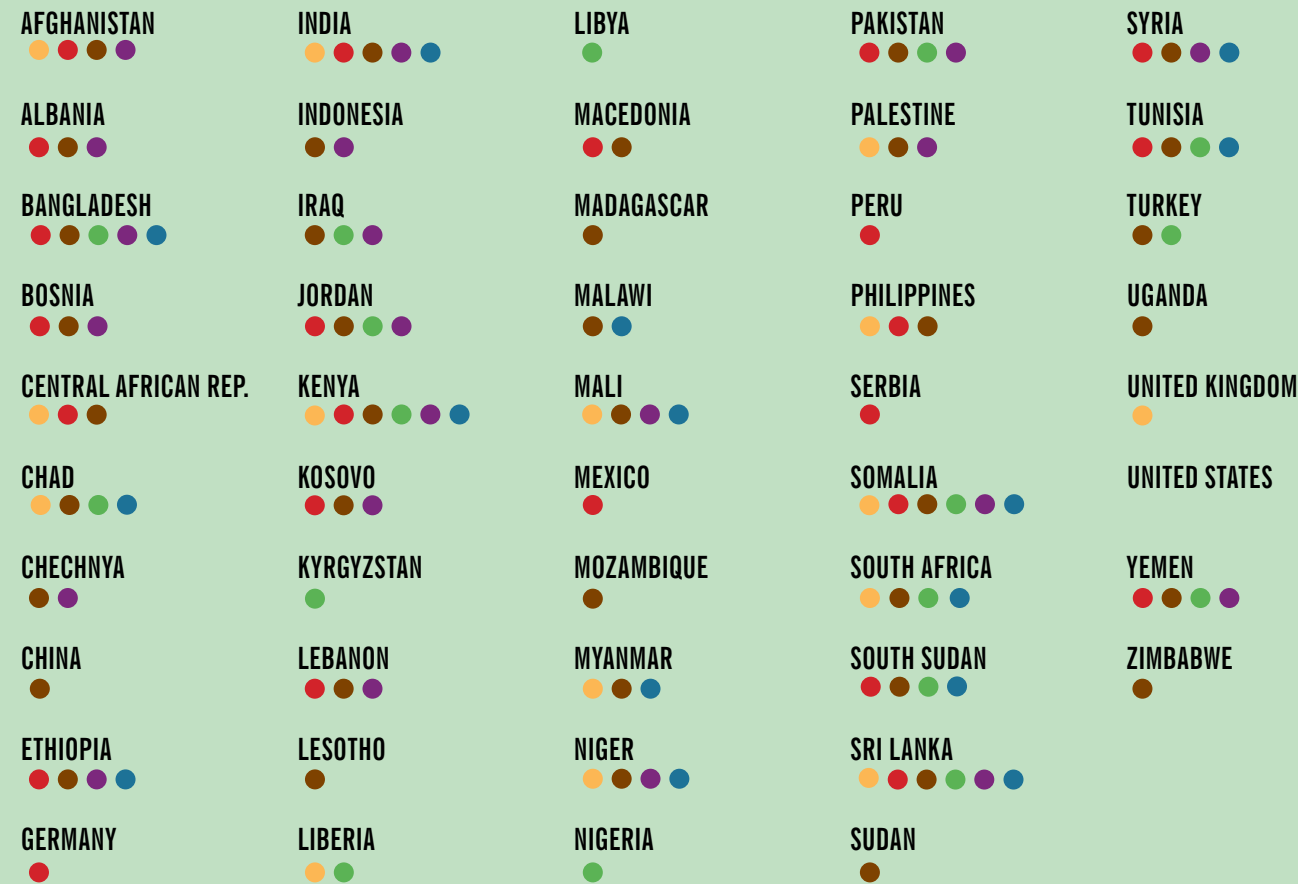 AFGHANISTAN
ALBANIA
BANGLADESH
BOSNIA
CENTRAL AFRICAN REP.
CHAD
CHECHNYA
CHINA
ETHIOPIA
GERMANY
INDIA
INDONESIA
IRAQ
JORDAN
KENYA
KOSOVO
KYRGYZSTAN
LEBANON
LESOTHO
LIBERIA
LIBYA
MACEDONIA
MADAGASCAR
MALAWI
MALI
MEXICO
MOZAMBIQUE
MYANMAR
NIGER
NIGERIA
PAKISTAN
PALESTINE
PERU
PHILIPPINES
SERBIA
SOMALIA
SOUTH AFRICA
SOUTH SUDAN
SRI LANKA
SUDAN
SYRIA
TUNISIA
TURKEY
UGANDA
UNITED KINGDOM
UNITED STATES
YEMEN
ZIMBABWE